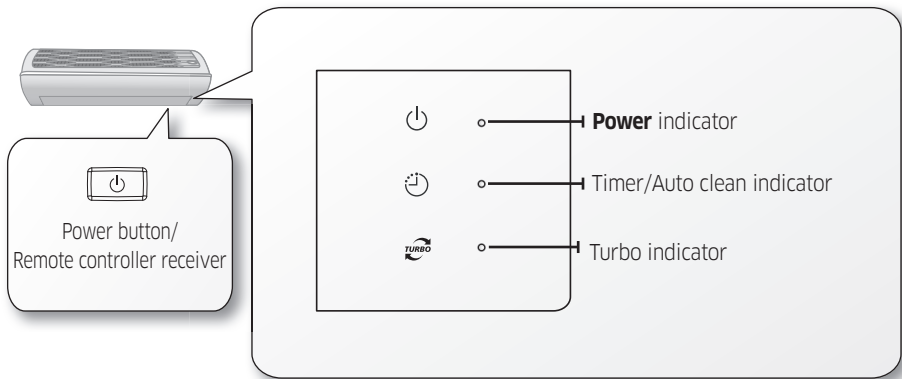 Power indicator
Timer/Auto clean indicator
TURBO
Turbo indicator
Power button/
Remote controller receiver